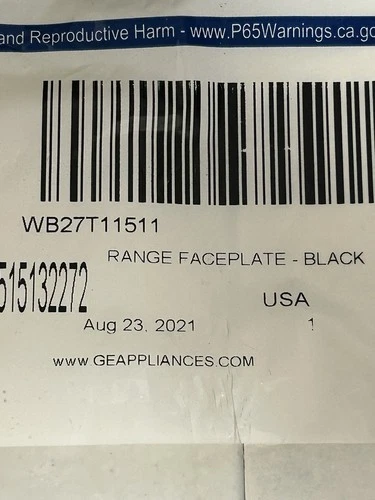 and Reproductive Harm - www.P65Warnings.ca.go
WB27T11511
RANGE FACEPLATE - BLACK
515132272
USA
Aug 23, 2021
1
www GEAPPLIANCES.COM